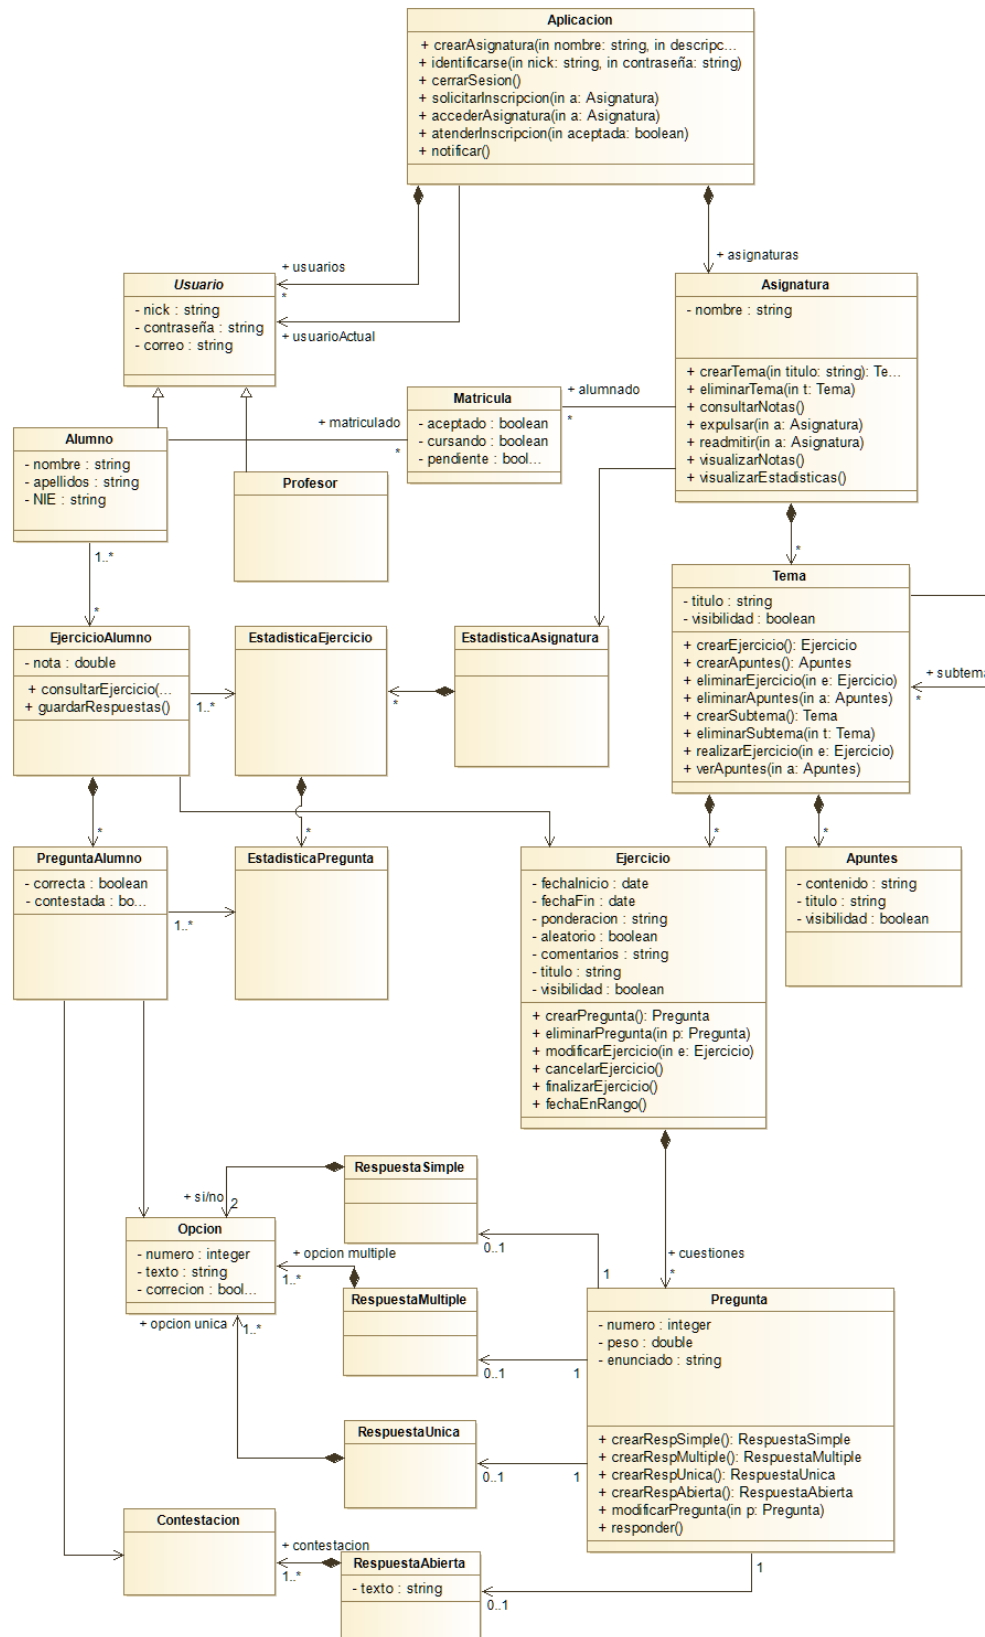 Aplicacion
+ crearAsignatura(in nombre: string, in descripc...
+ identificarse(in nick: string, in contraseña: string)
+ cerrarSesion()
+ solicitarInscripcion(in a: Asignatura)
+ accederAsignatura(in a: Asignatura)
+ atenderInscripcion(in aceptada: boolean)
+ notificar()
+ usuarios
*
+ usuarioActual
+ asignaturas
*
Usuario
- nick : string
- contraseña : string
- correo : string
Asignatura
- nombre : string
+ crearTema(in titulo: string): Te...
+ eliminarTema(in t: Tema)
+ consultarNotas()
+ expulsar(in a: Asignatura)
+ readmitir(in a: Asignatura)
+ visualizarNotas()
+ visualizarEstadisticas()
Matricula
- aceptado : boolean
- cursando : boolean
- pendiente : bool...
+ alumnado
*
+ matriculado
*
Alumno
- nombre : string
- apellidos : string
- NIE : string
Profesor
1..*
*
*
Tema
- titulo : string
- visibilidad : boolean
+ crearEjercicio(): Ejercicio
+ crearApuntes(): Apuntes
+ eliminarEjercicio(in e: Ejercicio)
+ eliminarApuntes(in a: Apuntes)
+ crearSubtema(): Tema
+ eliminarSubtema(in t: Tema)
+ realizarEjercicio(in e: Ejercicio)
+ verApuntes(in a: Apuntes)
+ subtema
*
EjercicioAlumno
- nota : double
+ consultarEjercicio(...
+ guardarRespuestas()
1..*
EstadisticaEjercicio
*
EstadisticaAsignatura
*
*
*
*
PreguntaAlumno
- correcta : boolean
- contestada : bo...
1..*
EstadisticaPregunta
Ejercicio
- fechaInicio : date
- fechaFin : date
- ponderacion : string
- aleatorio : boolean
- comentarios : string
- titulo : string
- visibilidad : boolean
+ crearPregunta(): Pregunta
+ eliminarPregunta(in p: Pregunta)
+ modificarEjercicio(in e: Ejercicio)
+ cancelarEjercicio()
+ finalizarEjercicio()
+ fechaEnRango()
Apuntes
- contenido : string
- titulo : string
- visibilidad : boolean
RespuestaSimple
+ si/no
2
0..1
1
Opcion
- numero : integer
- texto : string
- correcion : bool...
+ opcion multiple
1..*
+ opcion unica
1..*
RespuestaMultiple
0..1
1
+ cuestiones
*
Pregunta
- numero : integer
- peso : double
- enunciado : string
+ crearRespSimple(): RespuestaSimple
+ crearRespMultiple(): RespuestaMultiple
+ crearRespUnica(): RespuestaUnica
+ crearRespAbierta(): RespuestaAbierta
+ modificarPregunta(in p: Pregunta)
+ responder()
RespuestaUnica
0..1
1
Contestacion
+ contestacion
1..*
RespuestaAbierta
- texto : string
0..1
1